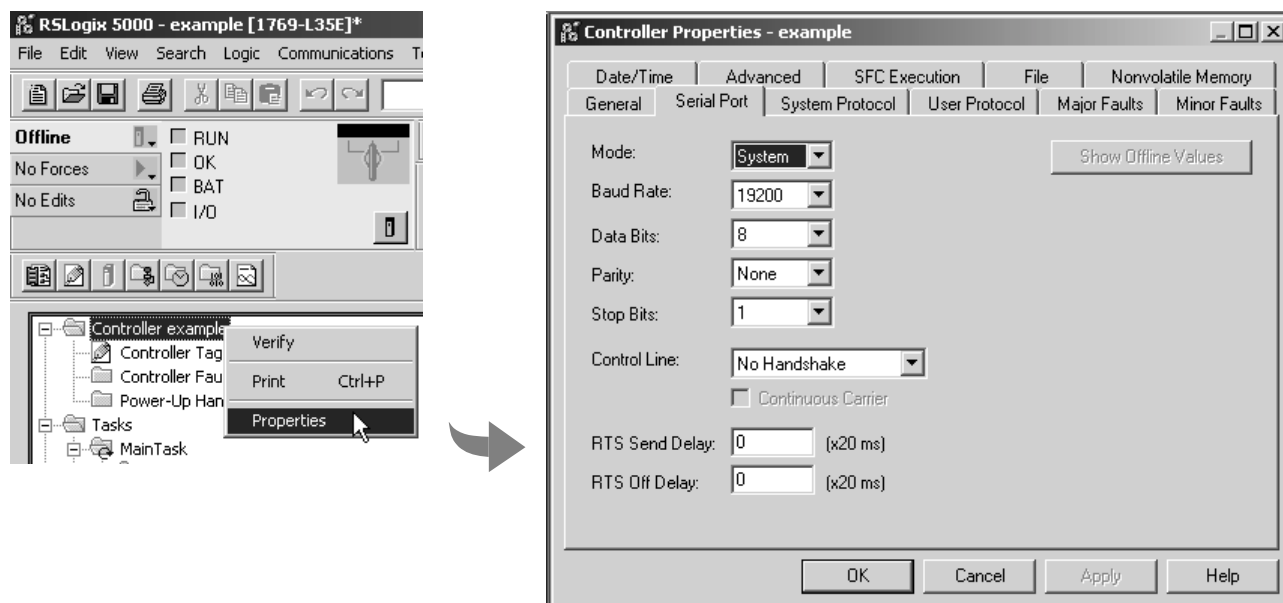 RSLogix 5000 - example [1769-L35E]*
File Edit View Search Logic Communications
Offline
RUN
No Forces
OK
No Edits
BAT
I/O
Controller example
Controller Tag
Controller Fau
Power-Up Han
Tasks
MainTask
Verify
Print Ctrl+P
Properties
Controller Properties - example
Date/Time Advanced SFC Execution File Nonvolatile Memory
General Serial Port System Protocol User Protocol Major Faults Minor Faults
Mode: System
Show Offline Values
Baud Rate: 19200
Data Bits: 8
Parity: None
Stop Bits: 1
Control Line: No Handshake
Continuous Carrier
RTS Send Delay: 0 (x20 ms)
RTS Off Delay: 0 (x20 ms)
OK Cancel Apply Help